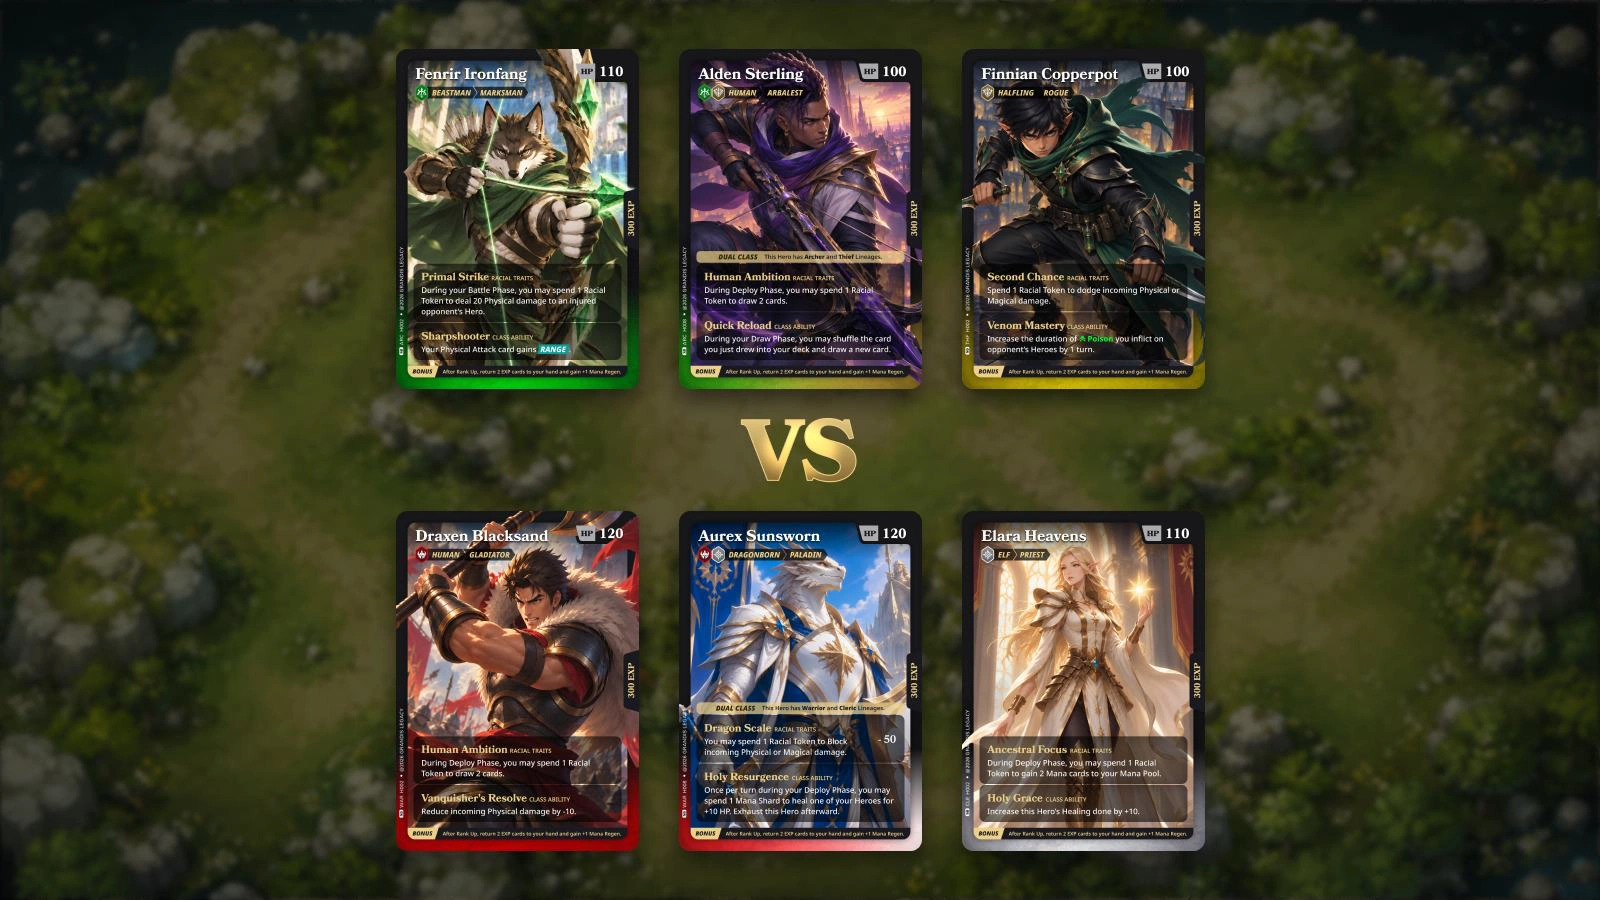 Fenrir Ironfang
HP 110
BEASTMAN MARKSMAN
300 EXP
Primal Strike RACIAL TRAITS
During your Battle Phase, you may spend 1 Racial
Token to deal 20 Physical damage to an injured
opponent's Hero.
Sharpshooter CLASS ABILITY
Your Physical Attack card gains RANGE.
BONUS After Rank Up, return 2 EXP cards to your hand and gain +1 Mana Regen.
Alden Sterling
HP 100
HUMAN ARBALEST
300 EXP
DUAL CLASS This Hero has Archer and Thief Lineages.
Human Ambition RACIAL TRAITS
During Deploy Phase, you may spend 1 Racial
Token to draw 2 cards.
Quick Reload CLASS ABILITY
During your Draw Phase, you may shuffle the card
you just drew into your deck and draw a new card.
BONUS After Rank Up, return 2 EXP cards to your hand and gain +1 Mana Regen.
Finnian Copperpot
HP 100
HALFLING ROGUE
300 EXP
Second Chance RACIAL TRAITS
Spend 1 Racial Token to dodge incoming Physical or
Magical damage.
Venom Mastery CLASS ABILITY
Increase the duration of Poison you inflict on
opponent's Heroes by 1 turn.
BONUS After Rank Up, return 2 EXP cards to your hand and gain +1 Mana Regen.
VS
Draxen Blacksand
HP 120
HUMAN GLADIATOR
300 EXP
Human Ambition RACIAL TRAITS
During Deploy Phase, you may spend 1 Racial
Token to draw 2 cards.
Vanquisher's Resolve CLASS ABILITY
Reduce incoming Physical damage by -10.
BONUS After Rank Up, return 2 EXP cards to your hand and gain +1 Mana Regen.
Aurex Sunsworn
HP 120
DRAGONBORN PALADIN
300 EXP
DUAL CLASS This Hero has Warrior and Cleric Lineages.
Dragon Scale RACIAL TRAITS
You may spend 1 Racial Token to Block
incoming Physical or Magical damage.
- 50
Holy Resurgence CLASS ABILITY
Once per turn during your Deploy Phase, you may
spend 1 Mana Shard to heal one of your Heroes for
+10 HP. Exhaust this Hero afterward.
BONUS After Rank Up, return 2 EXP cards to your hand and gain +1 Mana Regen.
Elara Heavens
HP 110
ELF PRIEST
300 EXP
Ancestral Focus RACIAL TRAITS
During Deploy Phase, you may spend 1 Racial
Token to gain 2 Mana cards to your Mana Pool.
Holy Grace CLASS ABILITY
Increase this Hero's Healing done by +10.
BONUS After Rank Up, return 2 EXP cards to your hand and gain +1 Mana Regen.